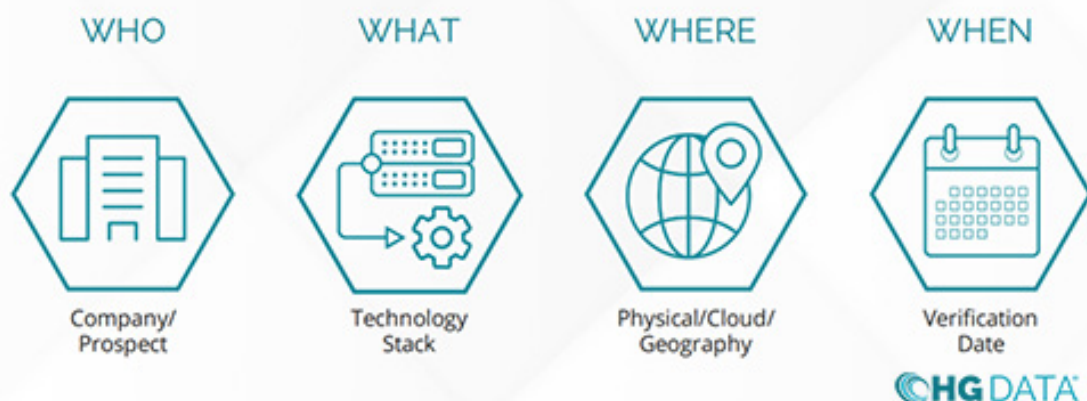 WHO
Company/
Prospect
WHAT
Technology
Stack
WHERE
Physical/Cloud/
Geography
WHEN
Verification
Date
HG DATA